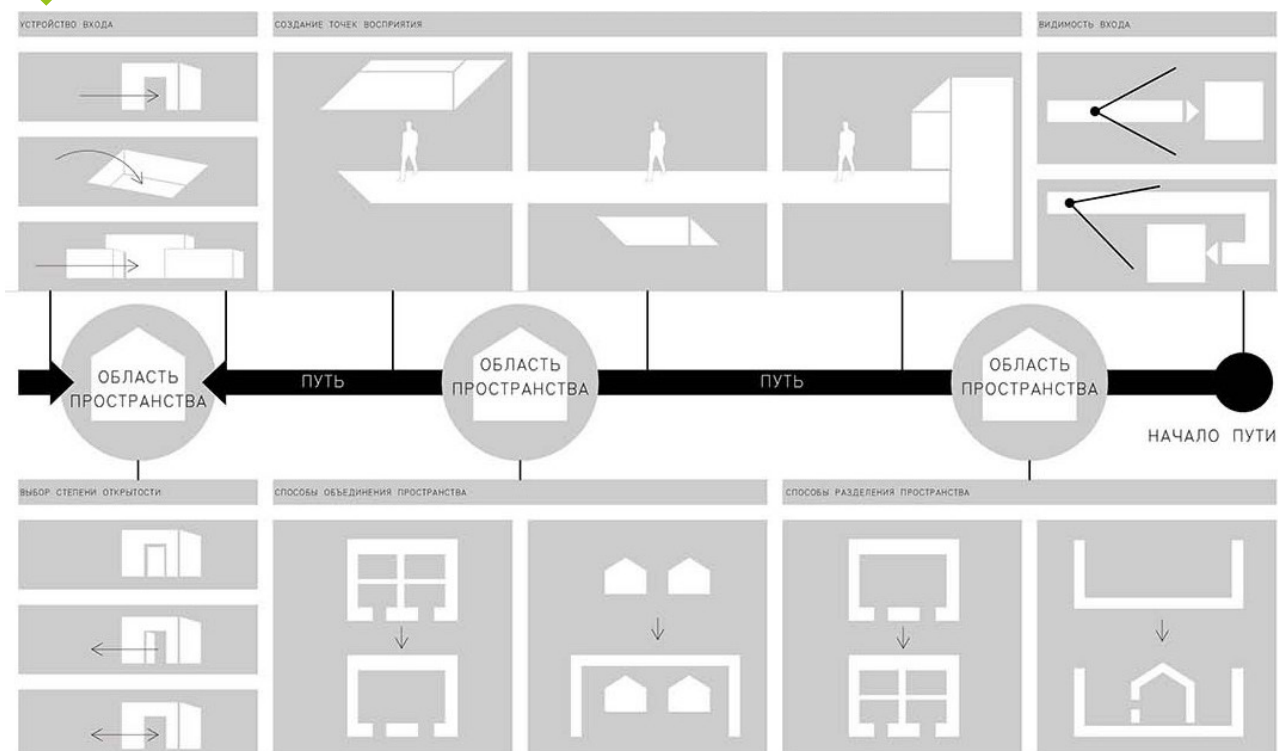 УСТРОЙСТВО ВХОДА
СОЗДАНИЕ ТОЧЕК ВОСПРИЯТИЯ
ВИДИМОСТЬ ВХОДА
ОБЛАСТЬ
ПРОСТРАНСТВА
ПУТЬ
ОБЛАСТЬ
ПРОСТРАНСТВА
ПУТЬ
ОБЛАСТЬ
ПРОСТРАНСТВА
НАЧАЛО ПУТИ
ВЫБОР СТЕПЕНИ ОТКРЫТОСТИ
СПОСОБЫ ОБЪЕДИНЕНИЯ ПРОСТРАНСТВА
СПОСОБЫ РАЗДЕЛЕНИЯ ПРОСТРАНСТВА